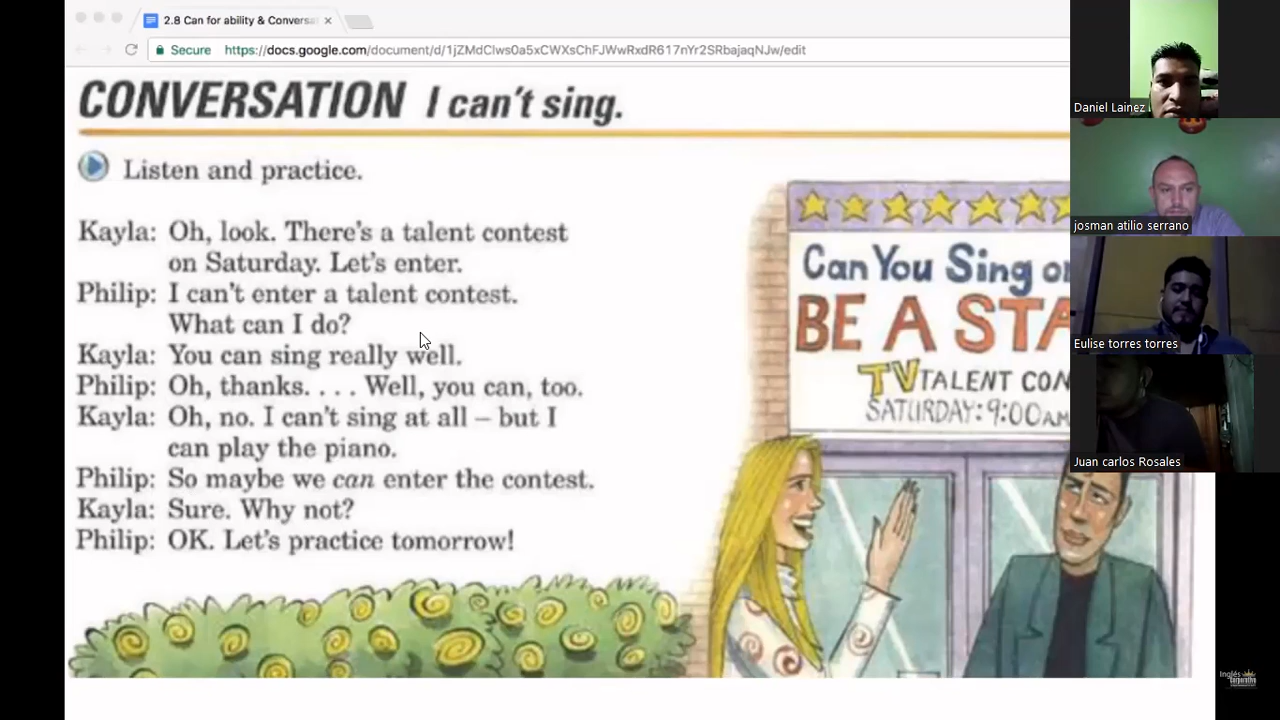 2.8 Can for ability & Conversat
Secure https://docs.google.com/document/d/1jZMdClws0a5xCWXsChFJWwRxdR617nYr2SRbajaqNJw/edit
CONVERSATION I can't sing.
Listen and practice.
Kayla: Oh, look. There's a talent contest
on Saturday. Let's enter.
Philip: I can't enter a talent contest.
What can I do?
Kayla: You can sing really well.
Philip: Oh, thanks. . . . Well, you can, too.
Kayla: Oh, no. I can't sing at all – but I
can play the piano.
Philip: So maybe we can enter the contest.
Kayla: Sure. Why not?
Philip: OK. Let's practice tomorrow!
Can You Sing or
BE A STA
TV TALENT CON
SATURDAY: 9:00 AM
Daniel Lainez
josman atilio serrano
Eulise torres torres
Juan carlos Rosales
Inglés
Corporativo